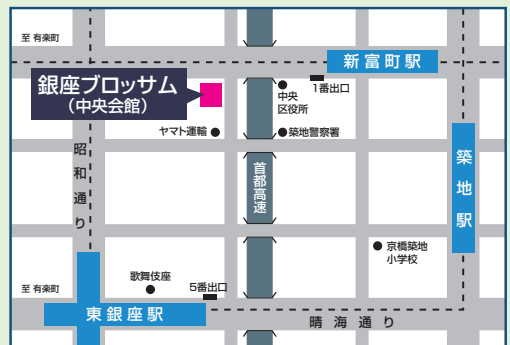 至 有楽町
新富町駅
銀座ブロッサム
（中央会館）
中央
区役所
1番出口
ヤマト運輸
築地警察署
昭和通り
首都高速
築地駅
京橋築地
小学校
歌舞伎座
至 有楽町
5番出口
東銀座駅
晴海通り